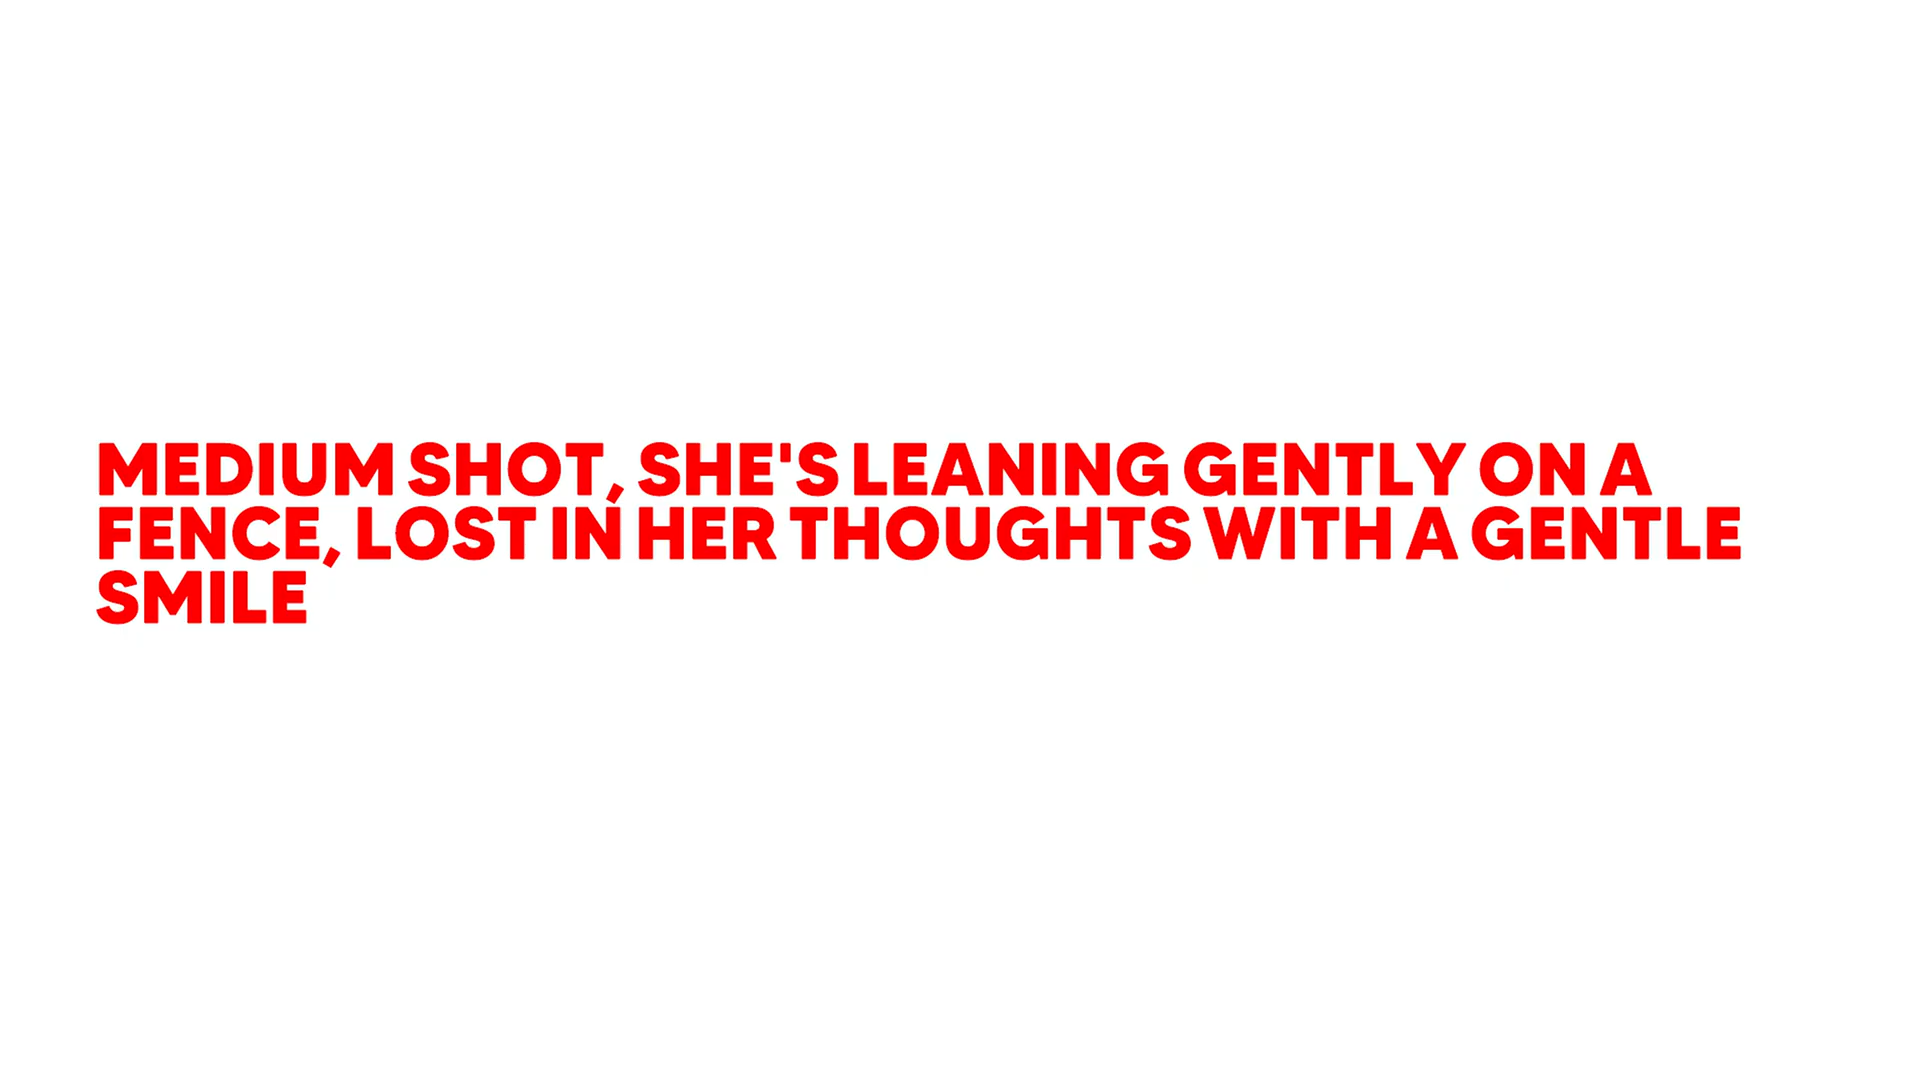 MEDIUM SHOT, SHE'S LEANING GENTLY ON A
FENCE, LOST IN HER THOUGHTS WITH A GENTLE
SMILE